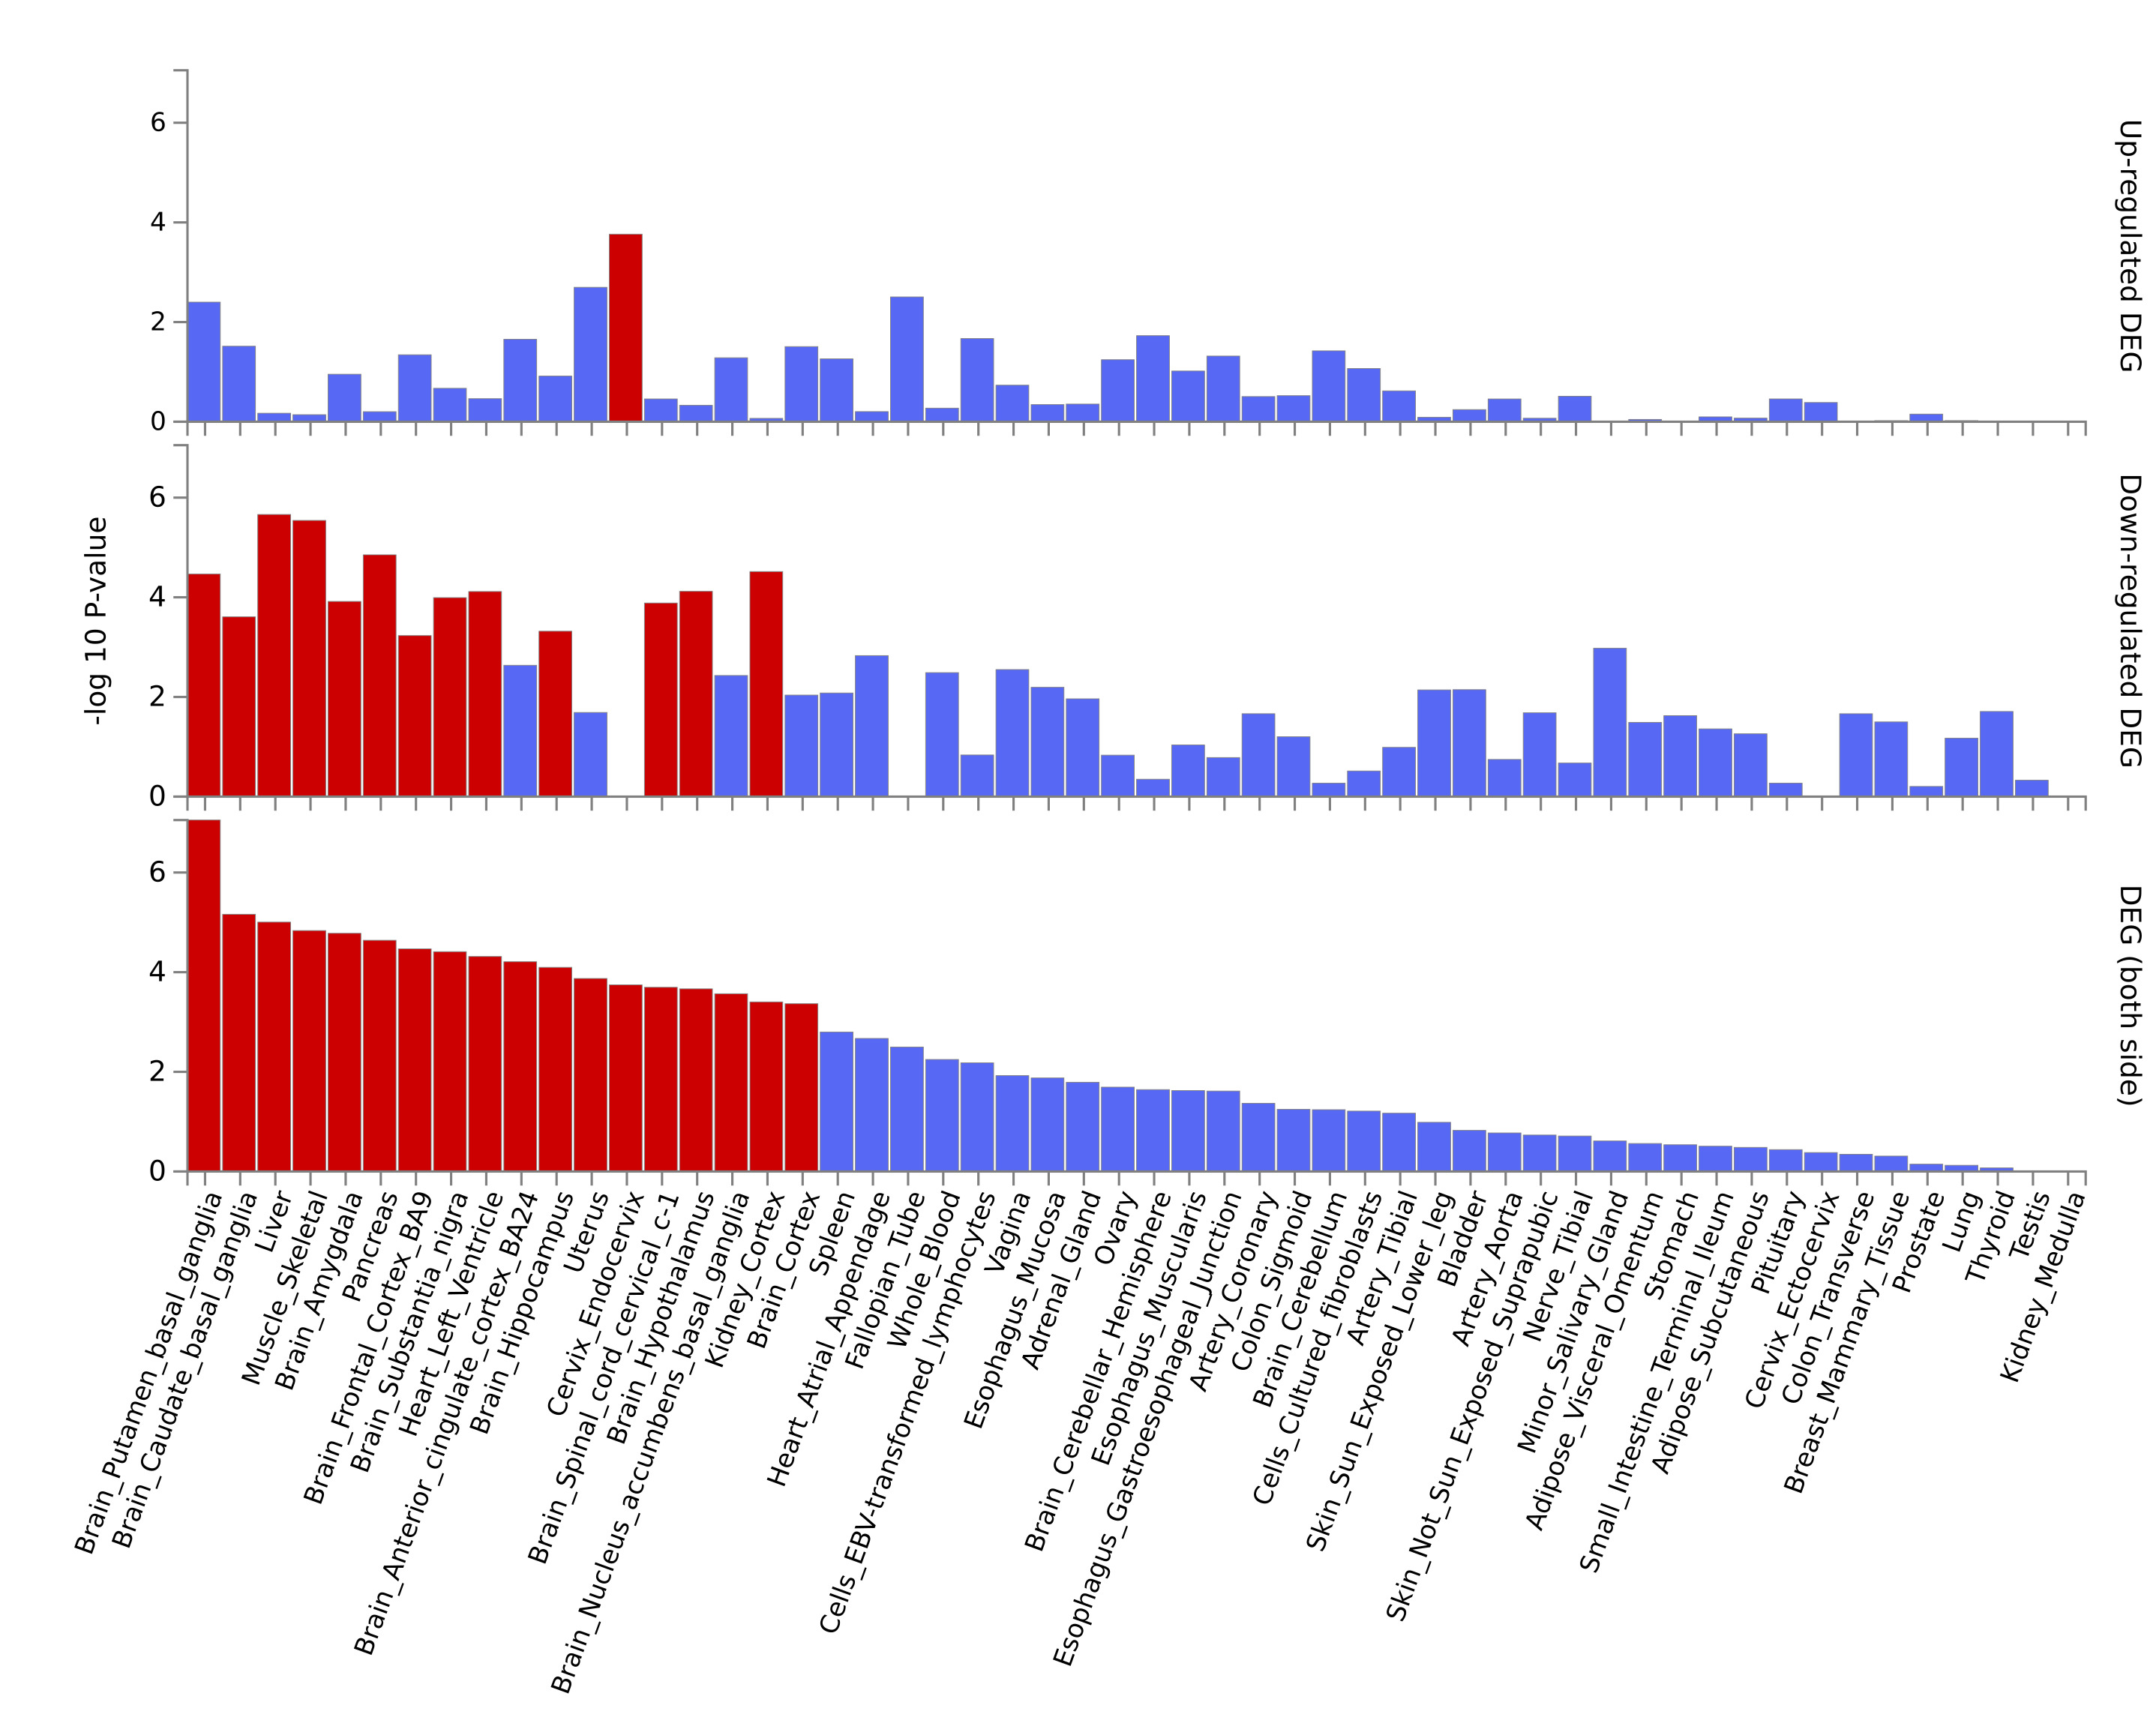 6
4
2
0
Up-regulated DEG
6
4
2
0
Down-regulated DEG
-log 10 P-value
6
4
2
0
DEG (both side)
Brain_Putamen_basal_ganglia
Brain_Caudate_basal_ganglia
Liver
Muscle_Skeletal
Brain_Amygdala
Pancreas
Brain_Frontal_Cortex_BA9
Brain_Substantia_nigra
Heart_Left_Ventricle
Brain_Anterior_cingulate_cortex_BA24
Brain_Hippocampus
Uterus
Cervix_Endocervix
Brain_Spinal_cord_cervical_c-1
Brain_Hypothalamus
Brain_Nucleus_accumbens_basal_ganglia
Kidney_Cortex
Brain_Cortex
Spleen
Heart_Atrial_Appendage
Fallopian_Tube
Whole_Blood
Cells_EBV-transformed_lymphocytes
Vagina
Esophagus_Mucosa
Adrenal_Gland
Ovary
Brain_Cerebellar_Hemisphere
Esophagus_Muscularis
Esophagus_Gastroesophageal_Junction
Artery_Coronary
Colon_Sigmoid
Brain_Cerebellum
Cells_Cultured_fibroblasts
Artery_Tibial
Skin_Sun_Exposed_Lower_leg
Bladder
Artery_Aorta
Skin_Not_Sun_Exposed_Suprapubic
Nerve_Tibial
Minor_Salivary_Gland
Adipose_Visceral_Omentum
Stomach
Small_Intestine_Terminal_Ileum
Adipose_Subcutaneous
Pituitary
Cervix_Ectocervix
Colon_Transverse
Breast_Mammary_Tissue
Prostate
Lung
Thyroid
Testis
Kidney_Medulla